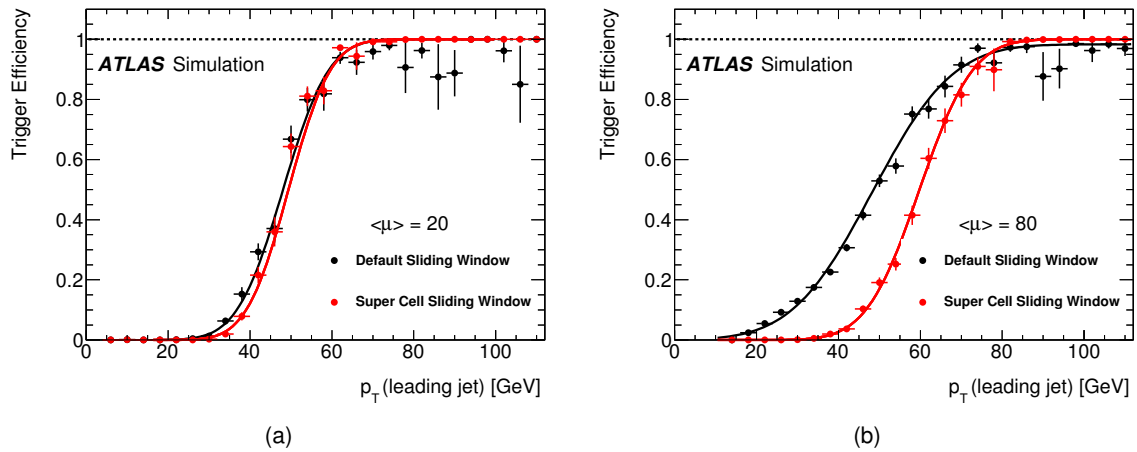 Trigger Efficiency
1
0.8
0.6
0.4
0.2
0
ATLAS Simulation
<μ> = 20
Default Sliding Window
Super Cell Sliding Window
0 20 40 60 80 100
p_T (leading jet) [GeV]
(a)
Trigger Efficiency
1
0.8
0.6
0.4
0.2
0
ATLAS Simulation
<μ> = 80
Default Sliding Window
Super Cell Sliding Window
0 20 40 60 80 100
p_T (leading jet) [GeV]
(b)